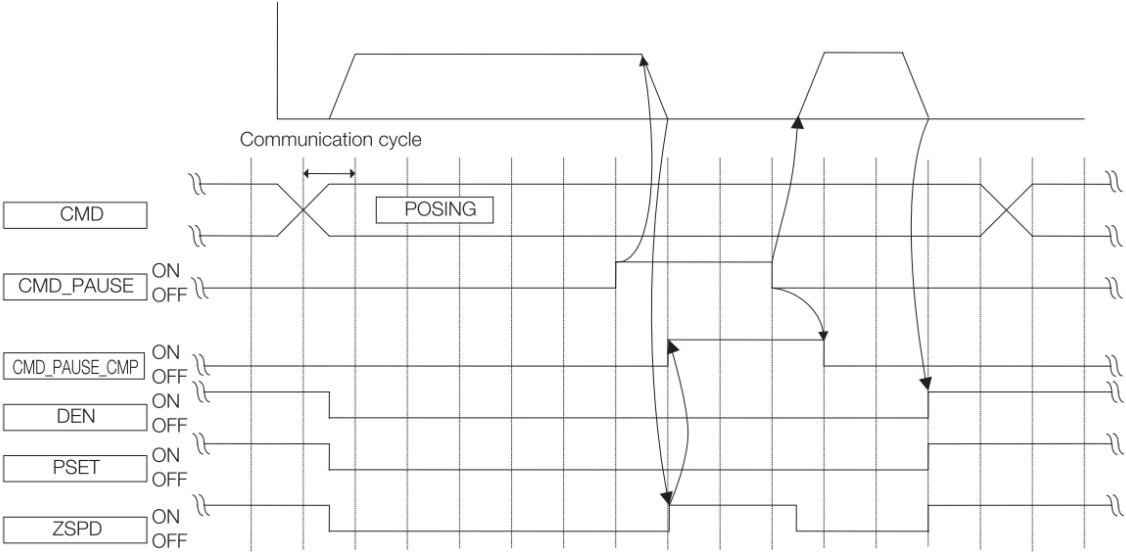 Communication cycle
CMD
POSING
CMD_PAUSE
ON
OFF
CMD_PAUSE_CMP
ON
OFF
DEN
ON
OFF
PSET
ON
OFF
ZSPD
ON
OFF